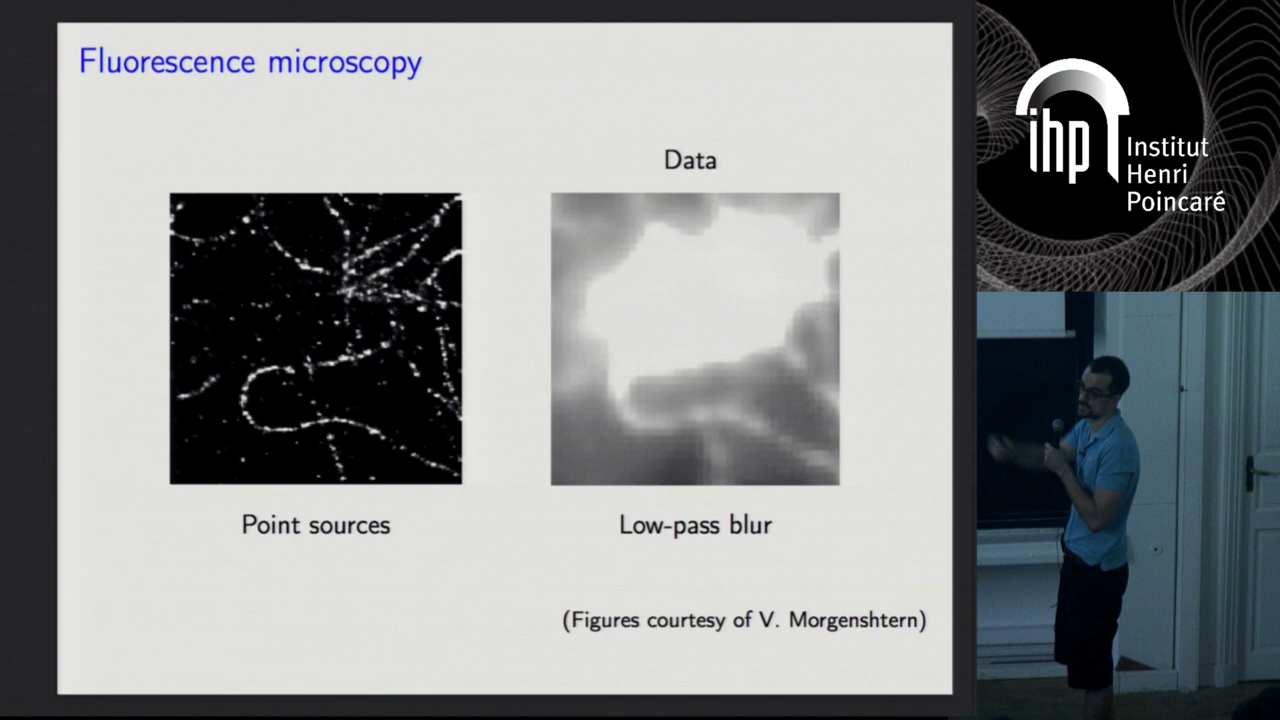 Fluorescence microscopy
Data
Point sources
Low-pass blur
(Figures courtesy of V. Morgenshtern)
ihp
Institut
Henri
Poincaré